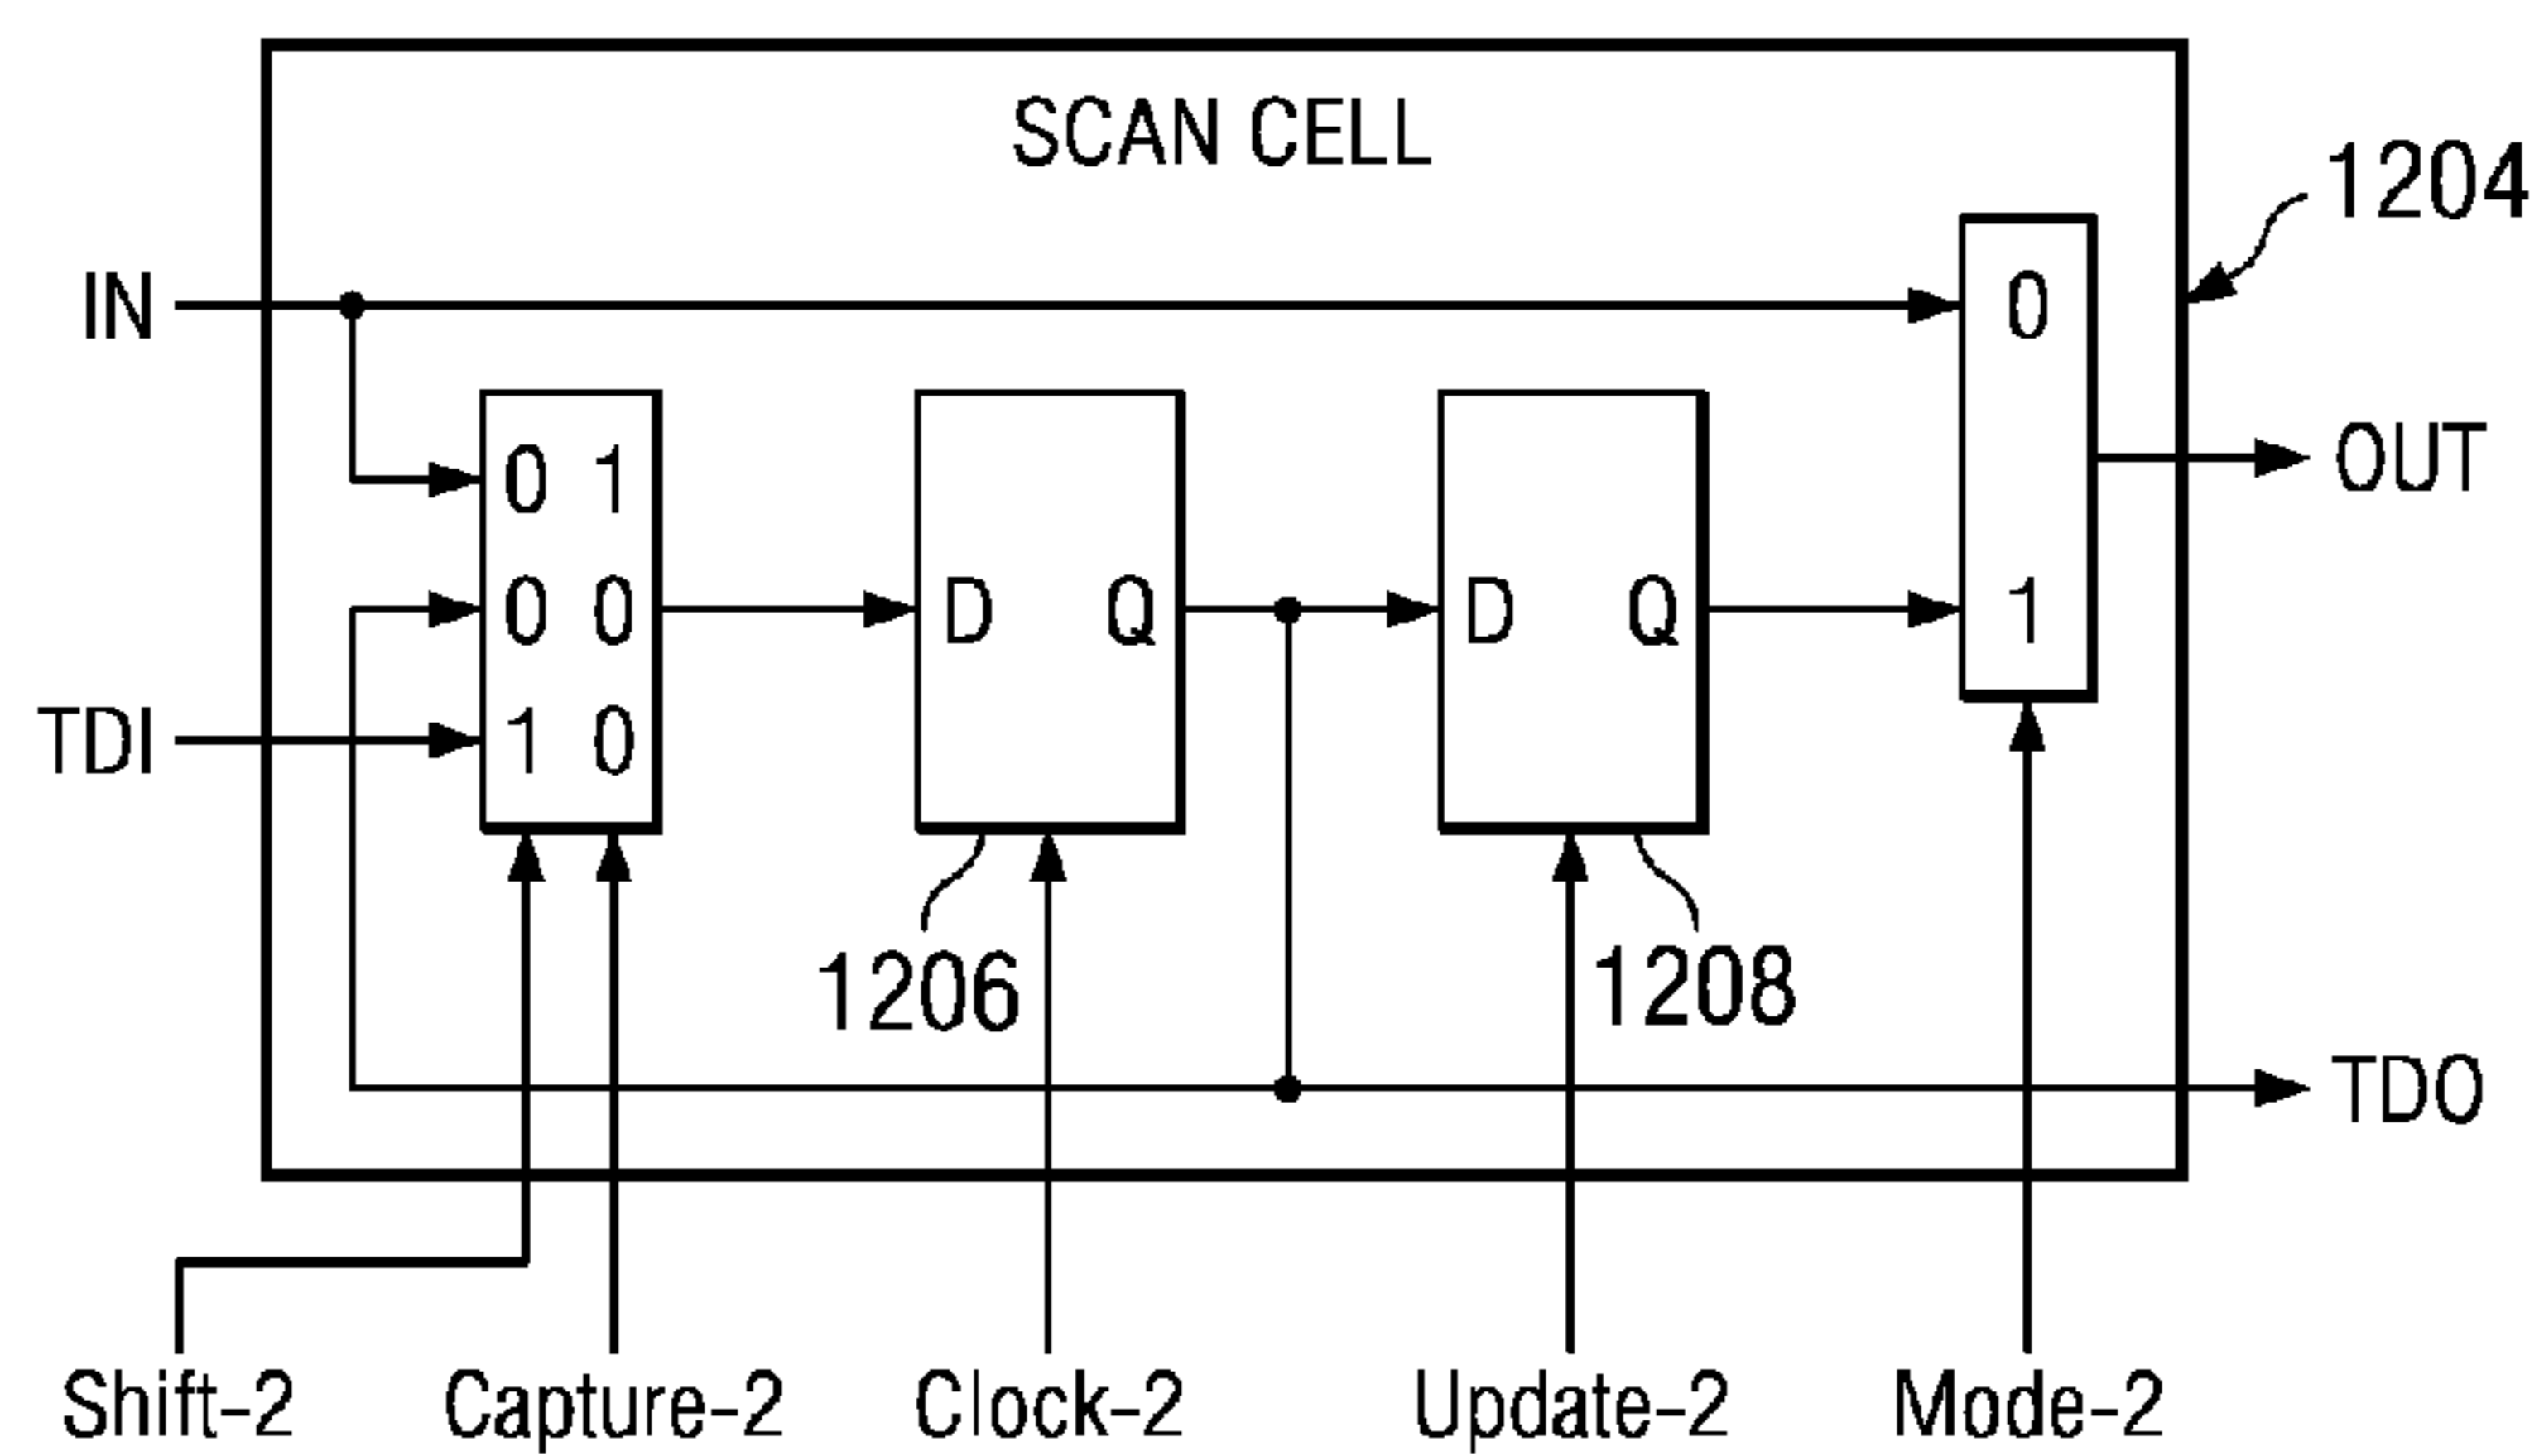 SCAN CELL
1204
IN
0
0 1
OUT
0 0
D Q
D Q
1
TDI
1 0
1206
1208
TDO
Shift-2
Capture-2
Clock-2
Update-2
Mode-2